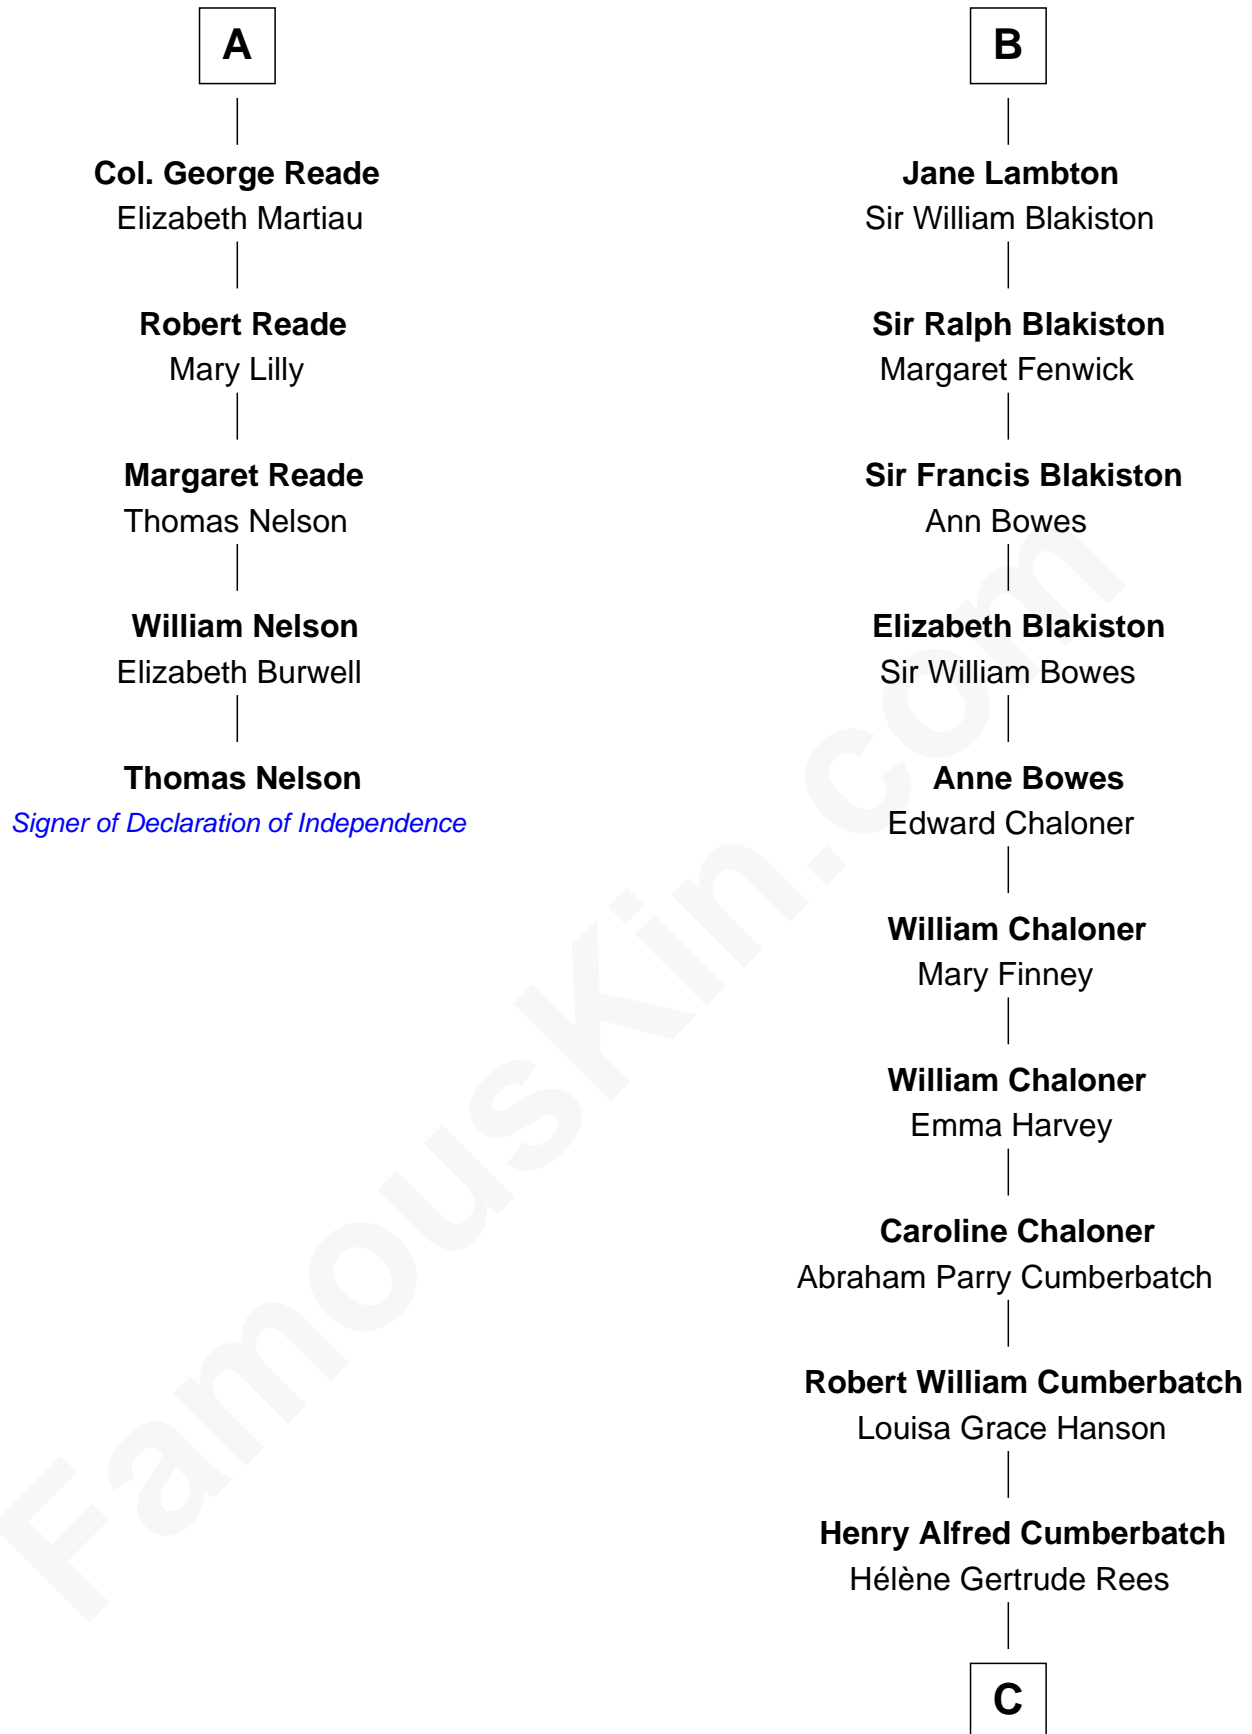 A
Col. George Reade
Elizabeth Martiau
Robert Reade
Mary Lilly
Margaret Reade
Thomas Nelson
William Nelson
Elizabeth Burwell
Thomas Nelson
Signer of Declaration of Independence
B
Jane Lambton
Sir William Blakiston
Sir Ralph Blakiston
Margaret Fenwick
Sir Francis Blakiston
Ann Bowes
Elizabeth Blakiston
Sir William Bowes
Anne Bowes
Edward Chaloner
William Chaloner
Mary Finney
William Chaloner
Emma Harvey
Caroline Chaloner
Abraham Parry Cumberbatch
Robert William Cumberbatch
Louisa Grace Hanson
Henry Alfred Cumberbatch
Hélène Gertrude Rees
C
FamousKin.com